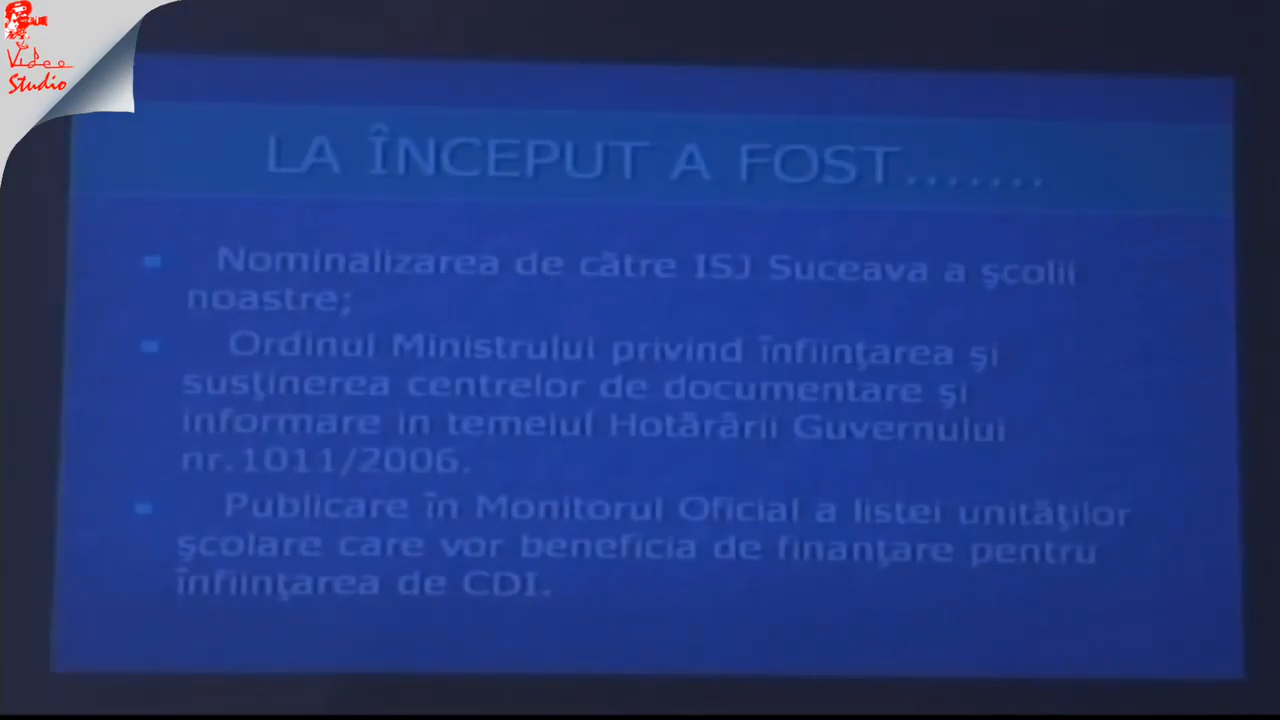 Video
Studio
LA ÎNCEPUT A FOST.......
Nominalizarea de către ISJ Suceava a şcolii
noastre;
Ordinul Ministrului privind înfiinţarea şi
susţinerea centrelor de documentare şi
informare in temeiul Hotărârii Guvernului
nr.1011/2006.
Publicare în Monitorul Oficial a listei unităţilor
şcolare care vor beneficia de finanţare pentru
înfiinţarea de CDI.